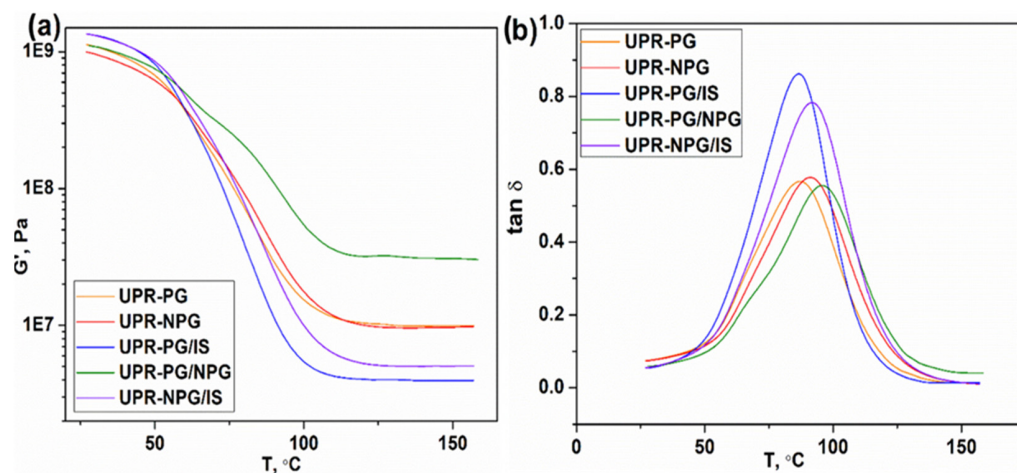 (a)
1E9
1E8
1E7
G', Pa
UPR-PG
UPR-NPG
UPR-PG/IS
UPR-PG/NPG
UPR-NPG/IS
50
100
150
T, °C
(b)
1.0
0.8
0.6
0.4
0.2
0.0
tan δ
UPR-PG
UPR-NPG
UPR-PG/IS
UPR-PG/NPG
UPR-NPG/IS
0
50
100
150
T, °C